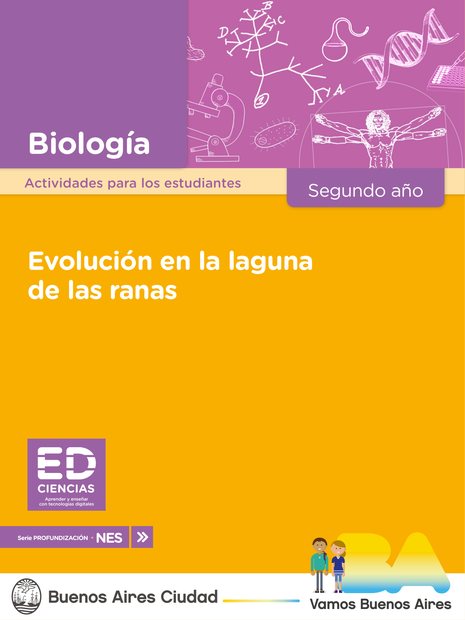 Biología
Actividades para los estudiantes
Segundo año
Evolución en la laguna
de las ranas
ED
CIENCIAS
Aprender y enseñar
con tecnologías digitales
Serie PROFUNDIZACIÓN · NES
BA
Buenos Aires Ciudad
Vamos Buenos Aires